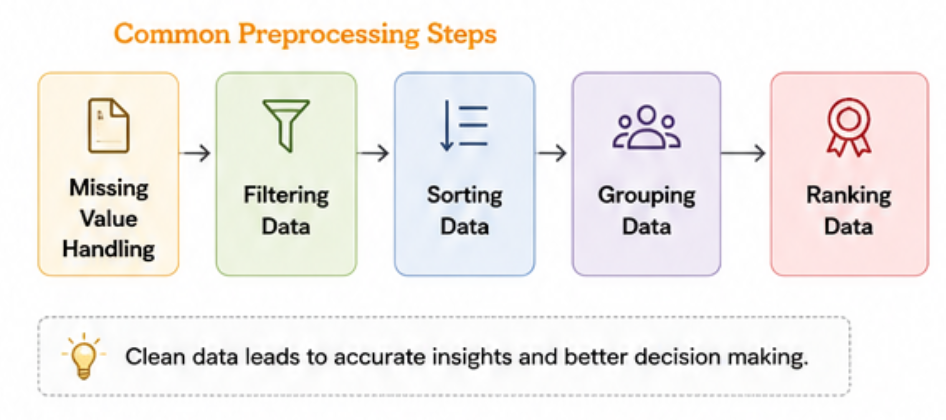 Common Preprocessing Steps
Missing
Value
Handling
Filtering
Data
Sorting
Data
Grouping
Data
Ranking
Data
Clean data leads to accurate insights and better decision making.